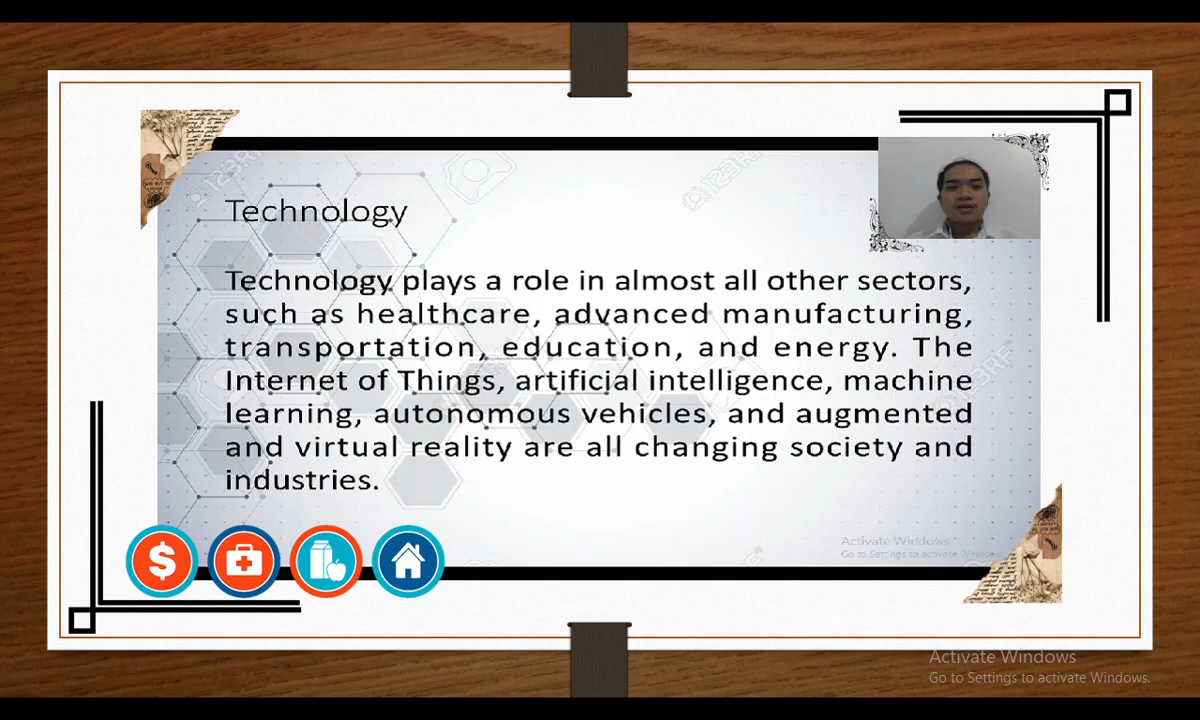 Technology
Technology plays a role in almost all other sectors,
such as healthcare, advanced manufacturing,
transportation, education, and energy. The
Internet of Things, artificial intelligence, machine
learning, autonomous vehicles, and augmented
and virtual reality are all changing society and
industries.
$
Activate Windows
Go to Settings to activate Windows.
Activate Windows
Go to Settings to activate Windows.